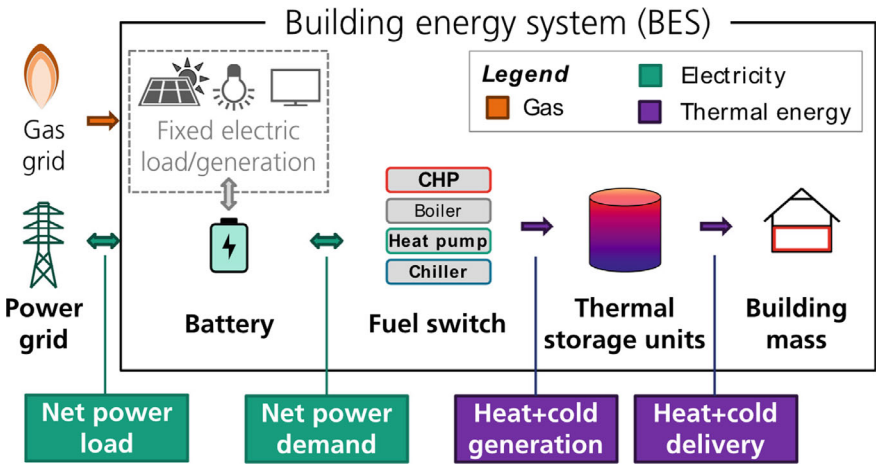 Building energy system (BES)
Legend
Gas
Electricity
Thermal energy
Gas
grid
Fixed electric
load/generation
CHP
Boiler
Heat pump
Chiller
Power
grid
Battery
Fuel switch
Thermal
storage units
Building
mass
Net power
load
Net power
demand
Heat+cold
generation
Heat+cold
delivery